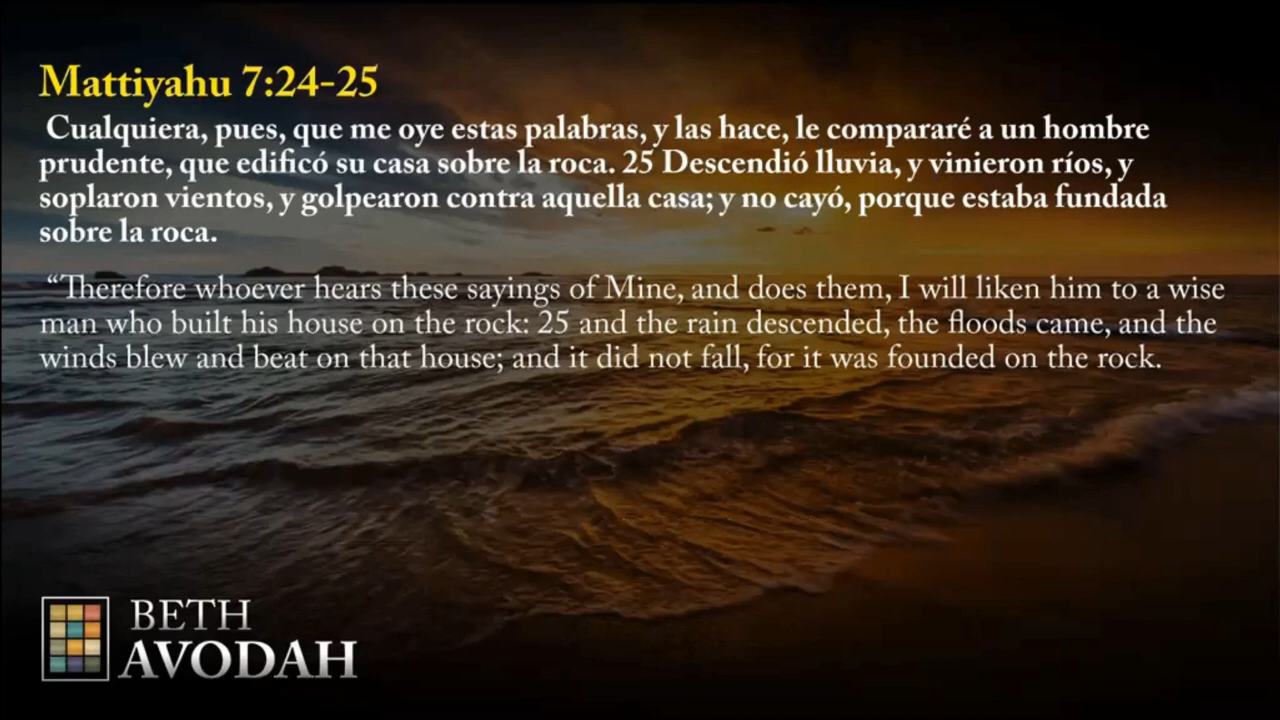 Mattiyahu 7:24-25
Cualquiera, pues, que me oye estas palabras, y las hace, le compararé a un hombre
prudente, que edificó su casa sobre la roca. 25 Descendió lluvia, y vinieron ríos, y
soplaron vientos, y golpearon contra aquella casa; y no cayó, porque estaba fundada
sobre la roca.
“Therefore whoever hears these sayings of Mine, and does them, I will liken him to a wise
man who built his house on the rock: 25 and the rain descended, the floods came, and the
winds blew and beat on that house; and it did not fall, for it was founded on the rock.
BETH
AVODAH